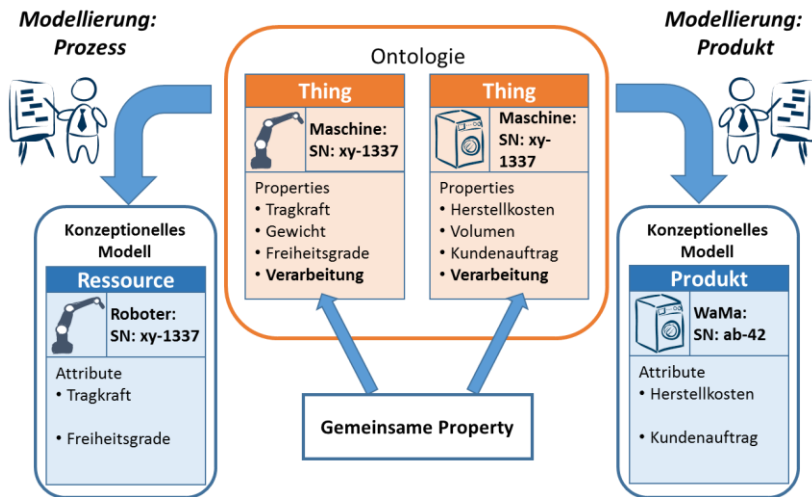 Modellierung:
Prozess
Ontologie
Modellierung:
Produkt
Thing
Maschine:
SN: xy-1337
Properties
• Tragkraft
• Gewicht
• Freiheitsgrade
• Verarbeitung
Thing
Maschine:
SN: xy-
1337
Properties
• Herstellkosten
• Volumen
• Kundenauftrag
• Verarbeitung
Konzeptionelles
Modell
Ressource
Roboter:
SN: xy-1337
Attribute
• Tragkraft
• Freiheitsgrade
Gemeinsame Property
Konzeptionelles
Modell
Produkt
WaMa:
SN: ab-42
Attribute
• Herstellkosten
• Kundenauftrag